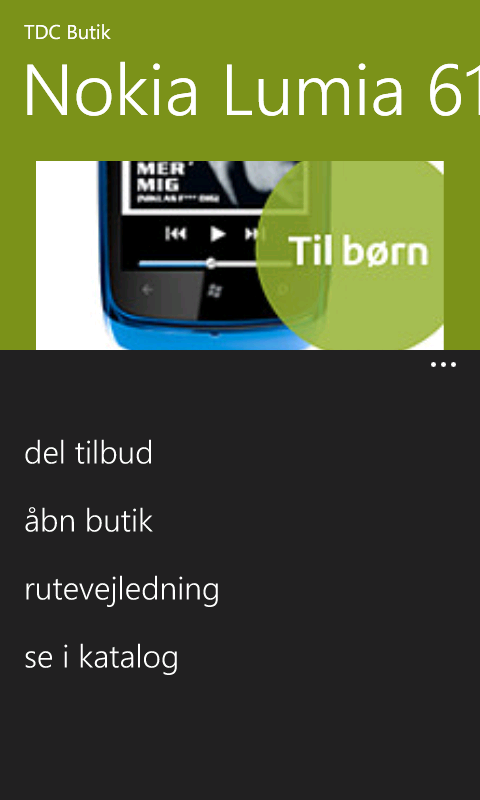 TDC Butik
Nokia Lumia 61
MER'
MIG
Til børn
del tilbud
åbn butik
rutevejledning
se i katalog